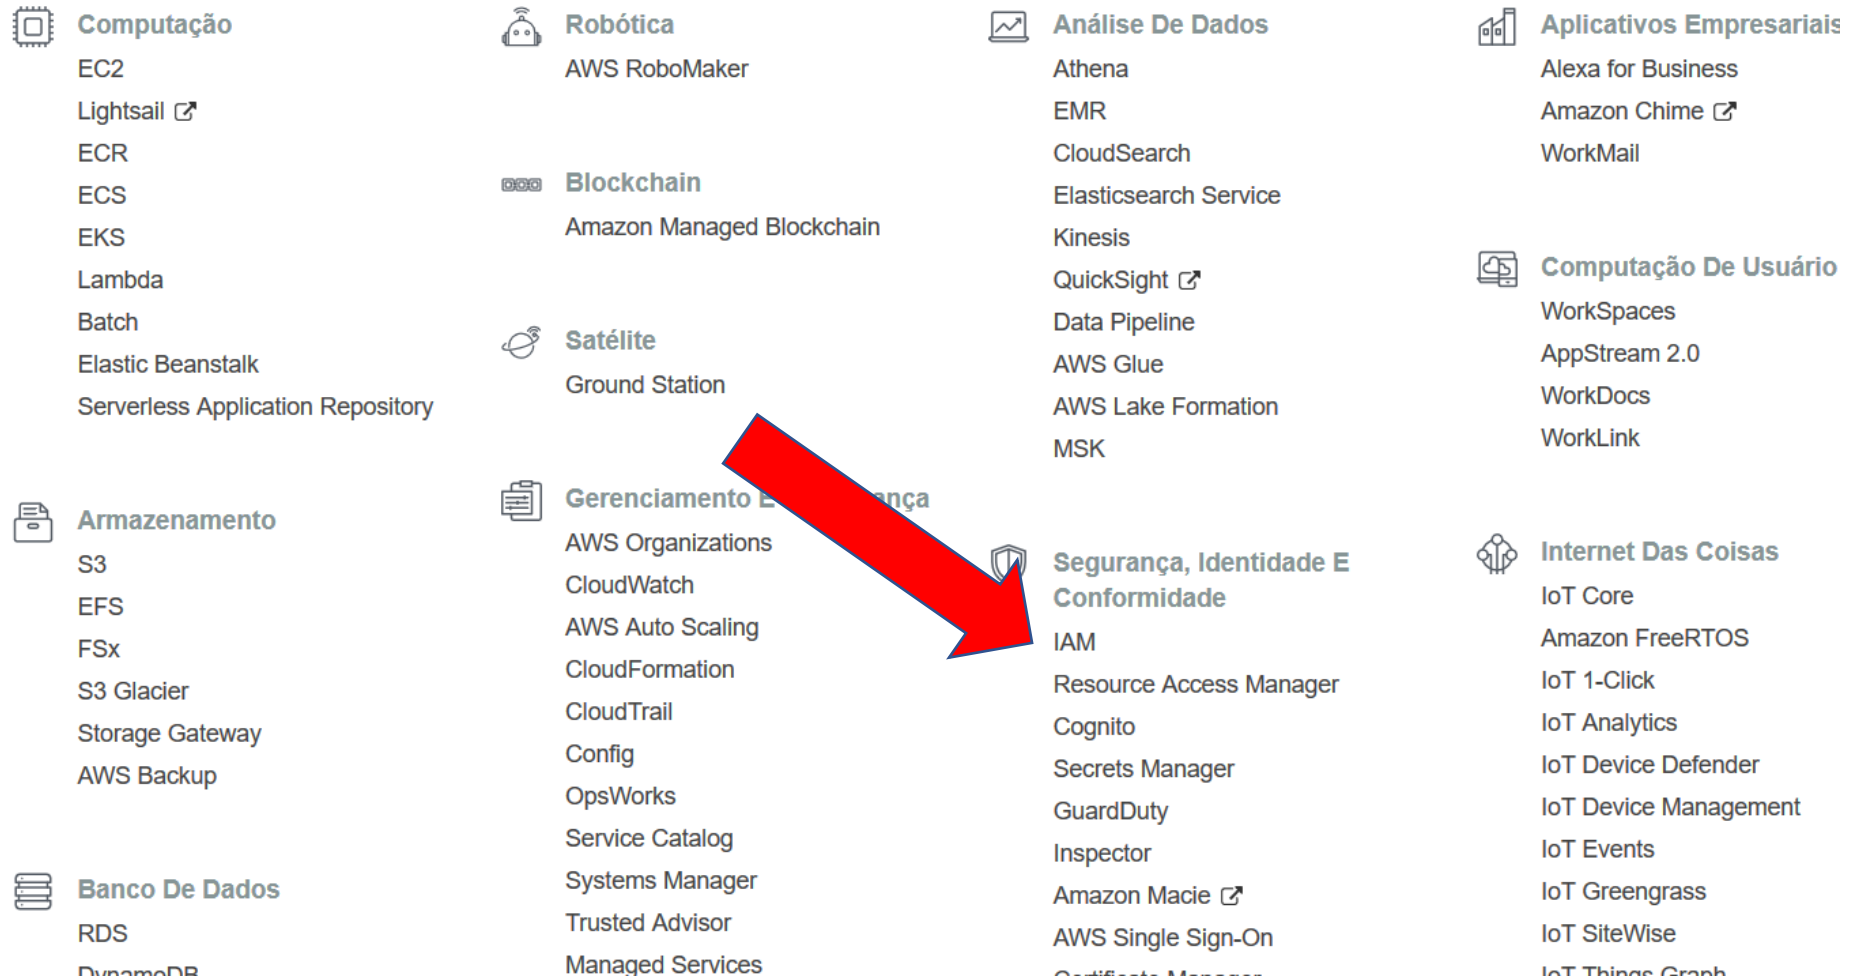 Computação
EC2
Lightsail
ECR
ECS
EKS
Lambda
Batch
Elastic Beanstalk
Serverless Application Repository
Armazenamento
S3
EFS
FSx
S3 Glacier
Storage Gateway
AWS Backup
Banco De Dados
RDS
DynamoDB
Robótica
AWS RoboMaker
Blockchain
Amazon Managed Blockchain
Satélite
Ground Station
Gerenciamento E
AWS Organizations
CloudWatch
AWS Auto Scaling
CloudFormation
CloudTrail
Config
OpsWorks
Service Catalog
Systems Manager
Trusted Advisor
Managed Services
Análise De Dados
Athena
EMR
CloudSearch
Elasticsearch Service
Kinesis
QuickSight
Data Pipeline
AWS Glue
AWS Lake Formation
MSK
Segurança, Identidade E
Conformidade
IAM
Resource Access Manager
Cognito
Secrets Manager
GuardDuty
Inspector
Amazon Macie
AWS Single Sign-On
Certificate Manager
Aplicativos Empresariais
Alexa for Business
Amazon Chime
WorkMail
Computação De Usuário
WorkSpaces
AppStream 2.0
WorkDocs
WorkLink
Internet Das Coisas
IoT Core
Amazon FreeRTOS
IoT 1-Click
IoT Analytics
IoT Device Defender
IoT Device Management
IoT Events
IoT Greengrass
IoT SiteWise
IoT Things Graph